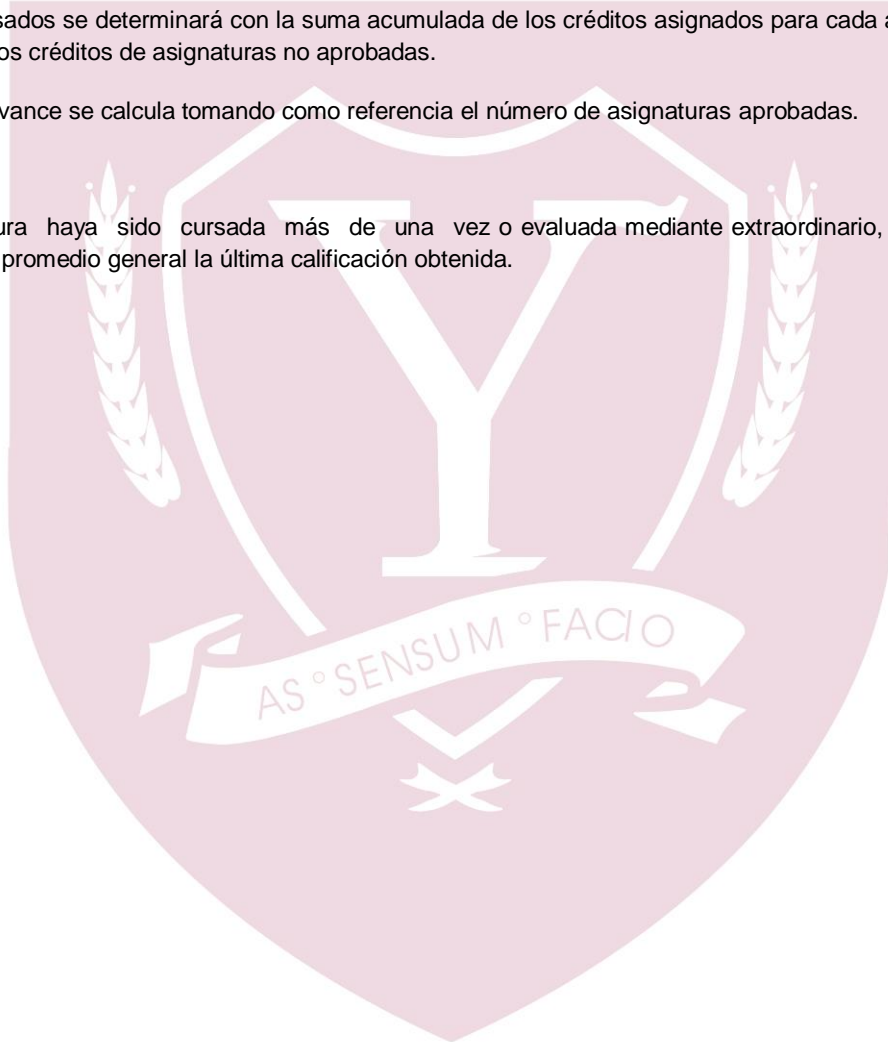 sados se determinará con la suma acumulada de los créditos asignados para cada a
os créditos de asignaturas no aprobadas.
vance se calcula tomando como referencia el número de asignaturas aprobadas.
ura haya sido cursada más de una vez o evaluada mediante extraordinario,
promedio general la última calificación obtenida.
Y
AS ° SENSUM ° FACIO